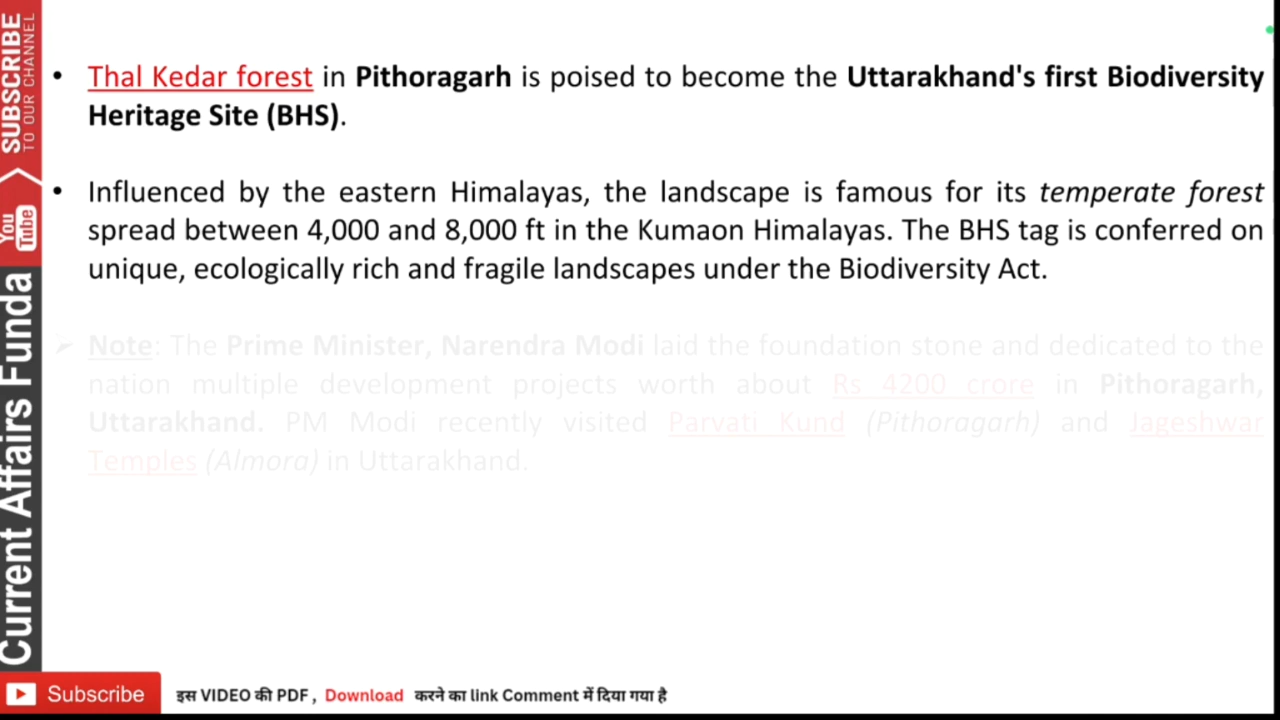 SUBSCRIBE
TO OUR CHANNEL
You
Tube
Current Affairs Funda
• Thal Kedar forest in Pithoragarh is poised to become the Uttarakhand's first Biodiversity
Heritage Site (BHS).
• Influenced by the eastern Himalayas, the landscape is famous for its temperate forest
spread between 4,000 and 8,000 ft in the Kumaon Himalayas. The BHS tag is conferred on
unique, ecologically rich and fragile landscapes under the Biodiversity Act.
➢ Note: The Prime Minister, Narendra Modi laid the foundation stone and dedicated to the
nation multiple development projects worth about Rs 4200 crore in Pithoragarh,
Uttarakhand. PM Modi recently visited Parvati Kund (Pithoragarh) and Jageshwar
Temples (Almora) in Uttarakhand.
Subscribe
इस VIDEO की PDF , Download करने का link Comment में दिया गया है